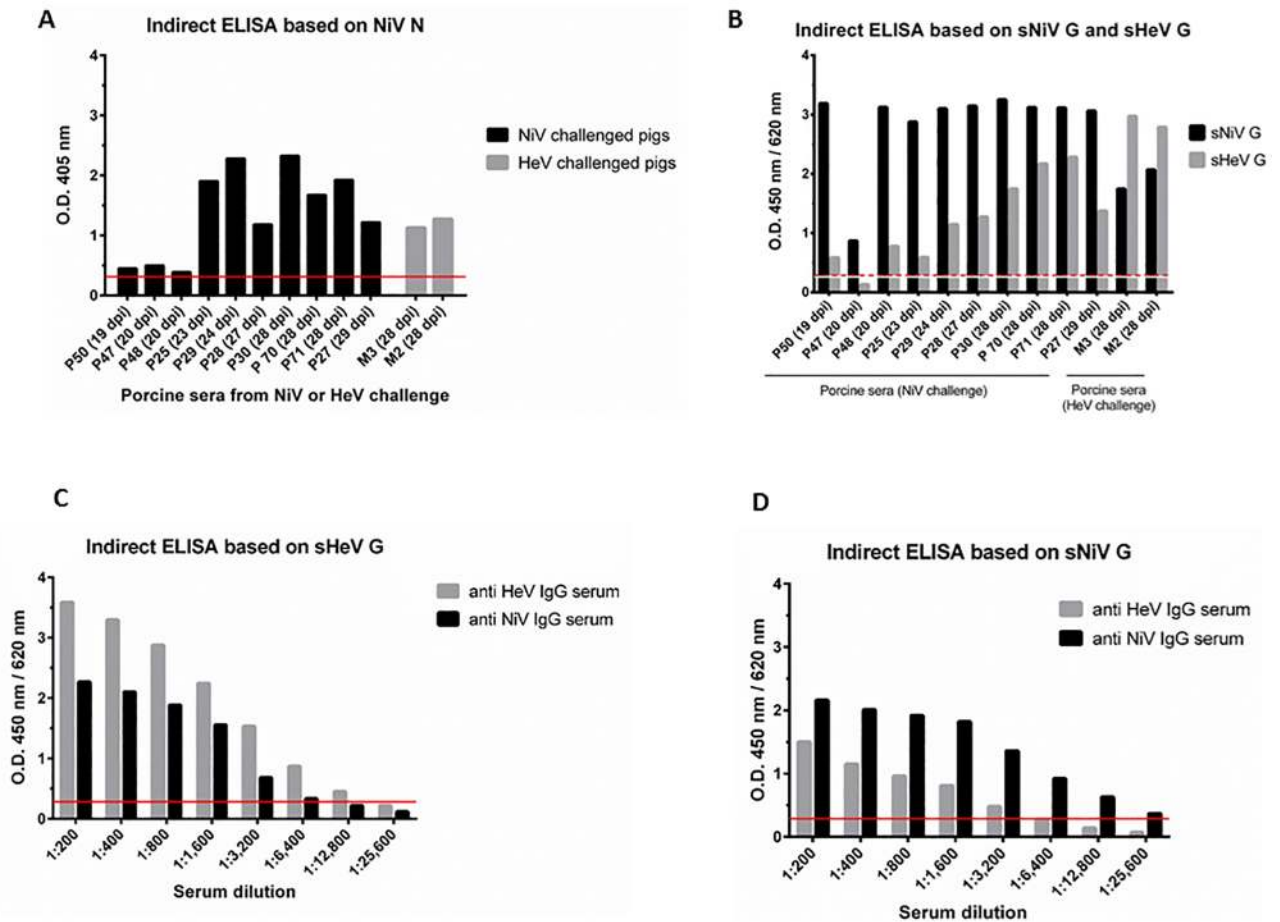 A
Indirect ELISA based on NiV N
4
3
2
1
0
O.D. 405 nm
NiV challenged pigs
HeV challenged pigs
P50 (19 dpi)
P47 (20 dpi)
P48 (20 dpi)
P25 (23 dpi)
P29 (24 dpi)
P28 (27 dpi)
P30 (28 dpi)
P 70 (28 dpi)
P71 (28 dpi)
P27 (29 dpi)
M3 (28 dpi)
M2 (28 dpi)
Porcine sera from NiV or HeV challenge
B
Indirect ELISA based on sNiV G and sHeV G
4
3
2
1
0
O.D. 450 nm / 620 nm
sNiV G
sHeV G
P50 (19 dpi)
P47 (20 dpi)
P48 (20 dpi)
P25 (23 dpi)
P29 (24 dpi)
P28 (27 dpi)
P30 (28 dpi)
P 70 (28 dpi)
P71 (28 dpi)
P27 (29 dpi)
M3 (28 dpi)
M2 (28 dpi)
Porcine sera (NiV challenge)
Porcine sera
(HeV challenge)
C
Indirect ELISA based on sHeV G
4
3
2
1
0
O.D. 450 nm / 620 nm
anti HeV IgG serum
anti NiV IgG serum
1:200
1:400
1:800
1:1,600
1:3,200
1:6,400
1:12,800
1:25,600
Serum dilution
D
Indirect ELISA based on sNiV G
4
3
2
1
0
O.D. 450 nm / 620 nm
anti HeV IgG serum
anti NiV IgG serum
1:200
1:400
1:800
1:1,600
1:3,200
1:6,400
1:12,800
1:25,600
Serum dilution